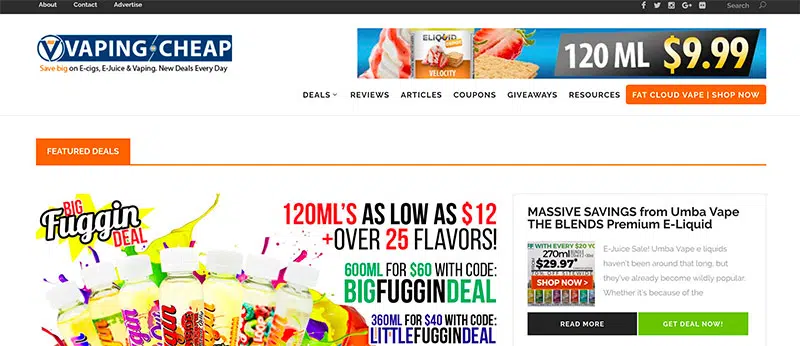 About Contact Advertise
Search
VAPING CHEAP
Save big on E-cigs, E-Juice & Vaping. New Deals Every Day
ELIQUID
VELOCITY
120 ML $9.99
DEALS REVIEWS ARTICLES COUPONS GIVEAWAYS RESOURCES FAT CLOUD VAPE | SHOP NOW
FEATURED DEALS
BIG
Fuggin
DEAL
120ML'S AS LOW AS $12
+OVER 25 FLAVORS!
600ML FOR $60 WITH CODE:
BIGFUGGINDEAL
360ML FOR $40 WITH CODE:
LITTLEFUGGINDEAL
MASSIVE SAVINGS from Umba Vape
THE BLENDS Premium E-Liquid
WITH EVERY $20
270ml
$29.97*
SHOP NOW >
E-Juice Sale! Umba Vape e liquids
haven't been around that long, but
they've already become wildly popular.
Whether it's because of the
READ MORE
GET DEAL NOW!